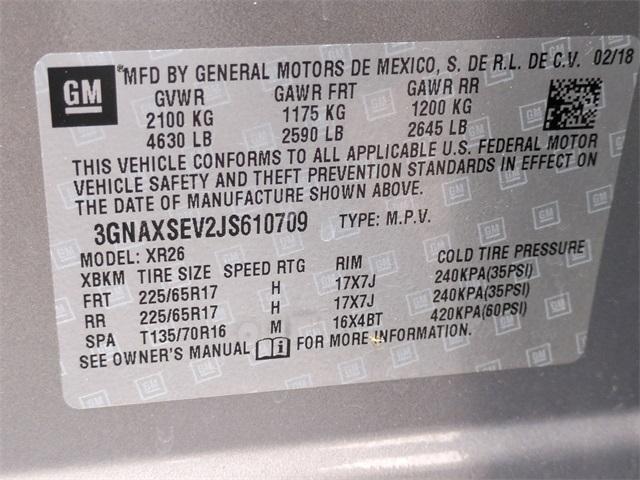 GM
®MFD BY GENERAL MOTORS DE MEXICO, S. DE R.L. DE C.V. 02/18
GVWR GAWR FRT GAWR RR
2100 KG 1175 KG 1200 KG
4630 LB 2590 LB 2645 LB
THIS VEHICLE CONFORMS TO ALL APPLICABLE U.S. FEDERAL MOTOR
VEHICLE SAFETY AND THEFT PREVENTION STANDARDS IN EFFECT ON
THE DATE OF MANUFACTURE SHOWN ABOVE.
3GNAXSEV2JS610709 TYPE: M.P.V.
MODEL: XR26
XBKM TIRE SIZE SPEED RTG RIM COLD TIRE PRESSURE
FRT 225/65R17 H 17X7J 240KPA(35PSI)
RR 225/65R17 H 17X7J 240KPA(35PSI)
SPA T135/70R16 M 16X4BT 420KPA(60PSI)
SEE OWNER'S MANUAL FOR MORE INFORMATION.